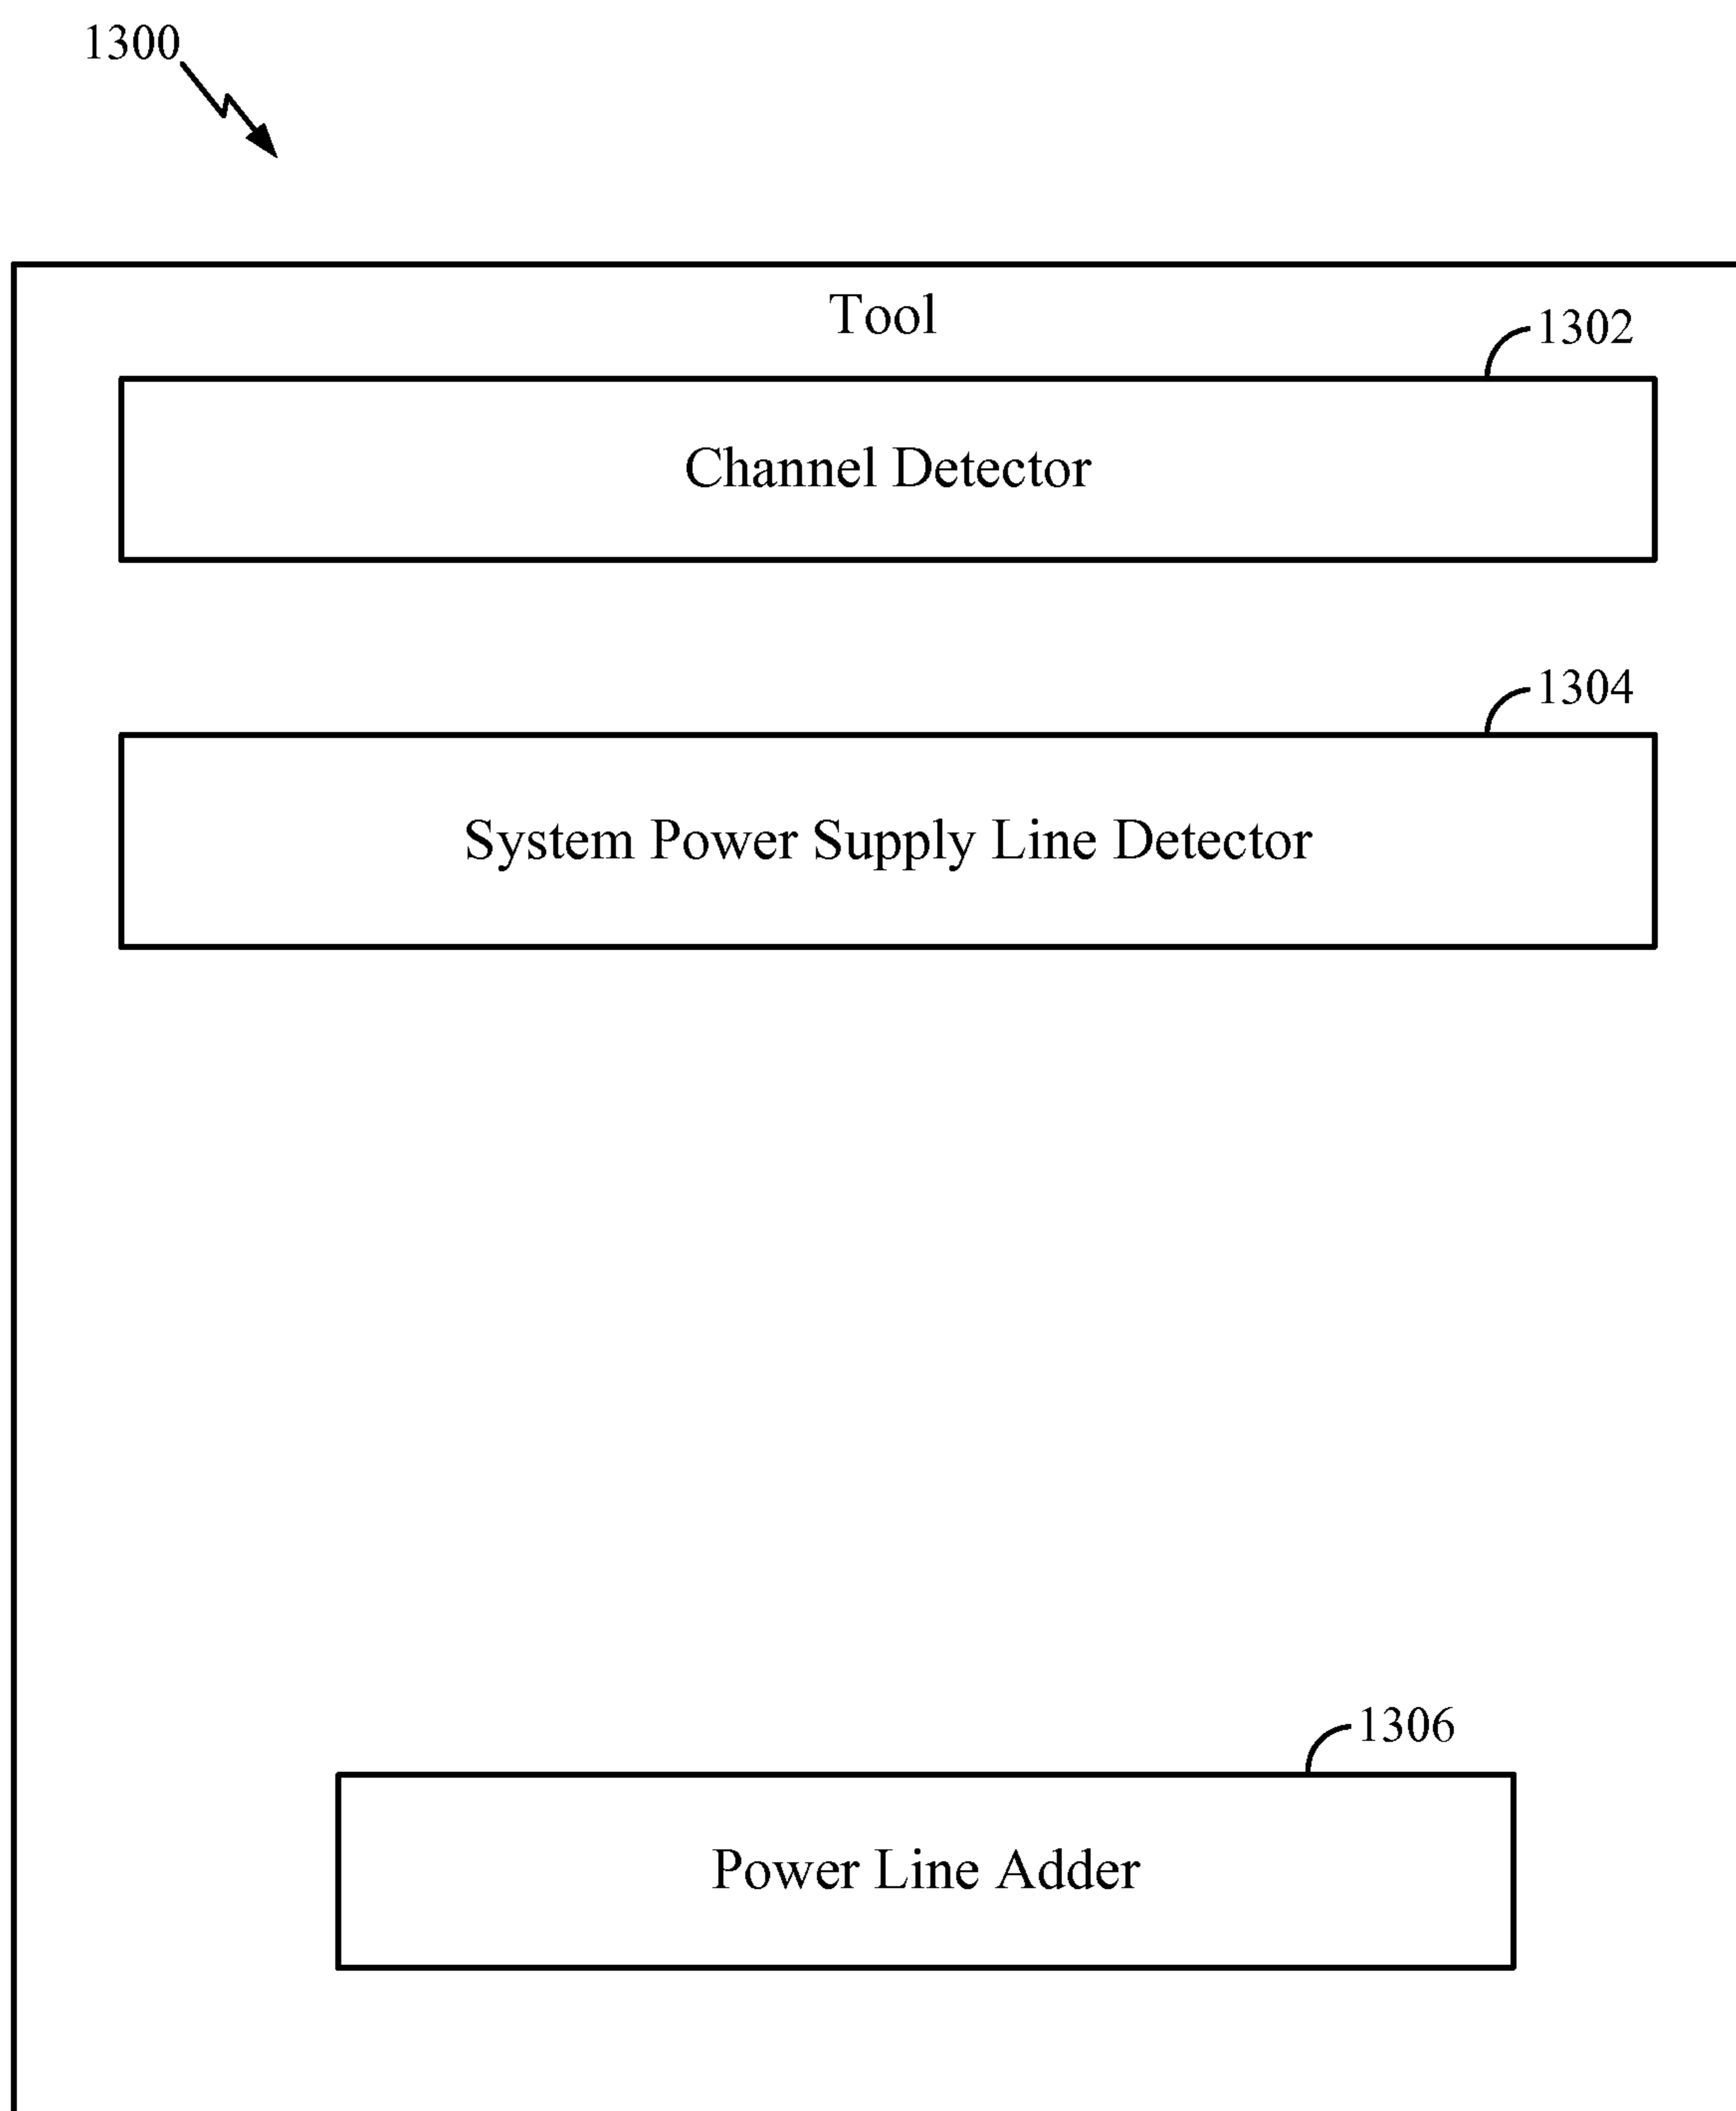 1300
Tool
1302
Channel Detector
1304
System Power Supply Line Detector
1306
Power Line Adder